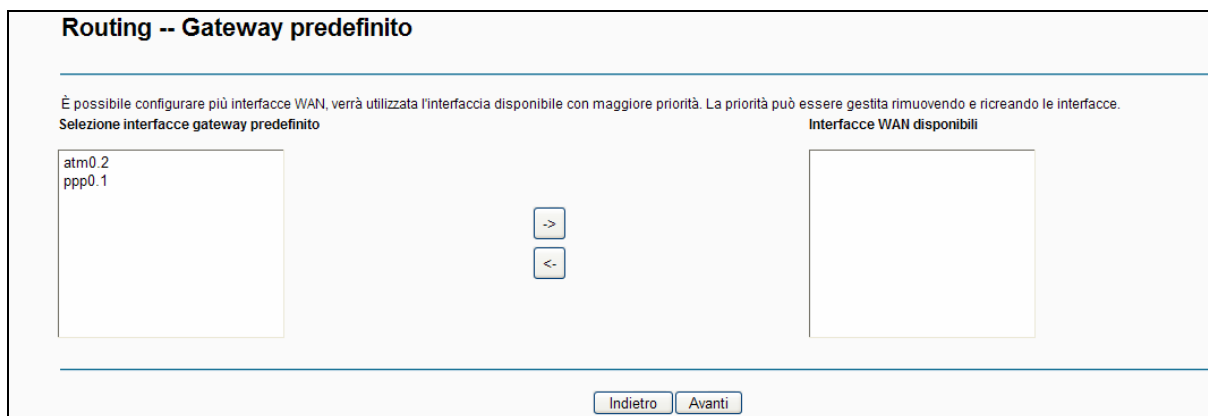 Routing -- Gateway predefinito
È possibile configurare più interfacce WAN, verrà utilizzata l'interfaccia disponibile con maggiore priorità. La priorità può essere gestita rimuovendo e ricreando le interfacce.
Selezione interfacce gateway predefinito
Interfacce WAN disponibili
atm0.2
ppp0.1
->
<-
Indietro
Avanti